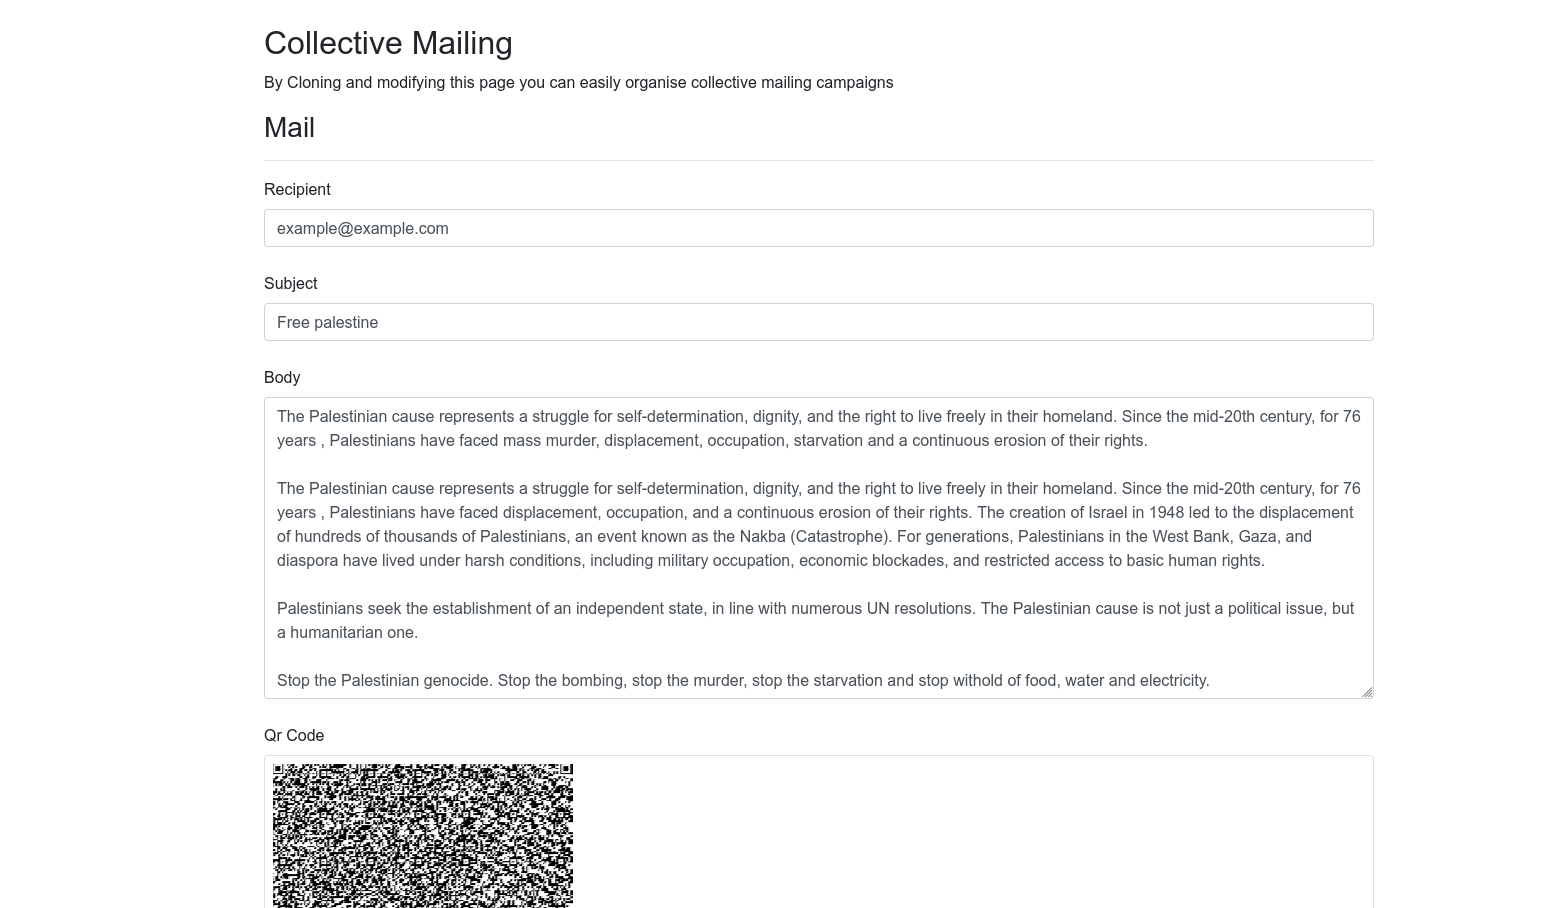 Collective Mailing
By Cloning and modifying this page you can easily organise collective mailing campaigns
Mail
Recipient
example@example.com
Subject
Free palestine
Body
The Palestinian cause represents a struggle for self-determination, dignity, and the right to live freely in their homeland. Since the mid-20th century, for 76
years , Palestinians have faced mass murder, displacement, occupation, starvation and a continuous erosion of their rights.
The Palestinian cause represents a struggle for self-determination, dignity, and the right to live freely in their homeland. Since the mid-20th century, for 76
years , Palestinians have faced displacement, occupation, and a continuous erosion of their rights. The creation of Israel in 1948 led to the displacement
of hundreds of thousands of Palestinians, an event known as the Nakba (Catastrophe). For generations, Palestinians in the West Bank, Gaza, and
diaspora have lived under harsh conditions, including military occupation, economic blockades, and restricted access to basic human rights.
Palestinians seek the establishment of an independent state, in line with numerous UN resolutions. The Palestinian cause is not just a political issue, but
a humanitarian one.
Stop the Palestinian genocide. Stop the bombing, stop the murder, stop the starvation and stop withold of food, water and electricity.
Qr Code